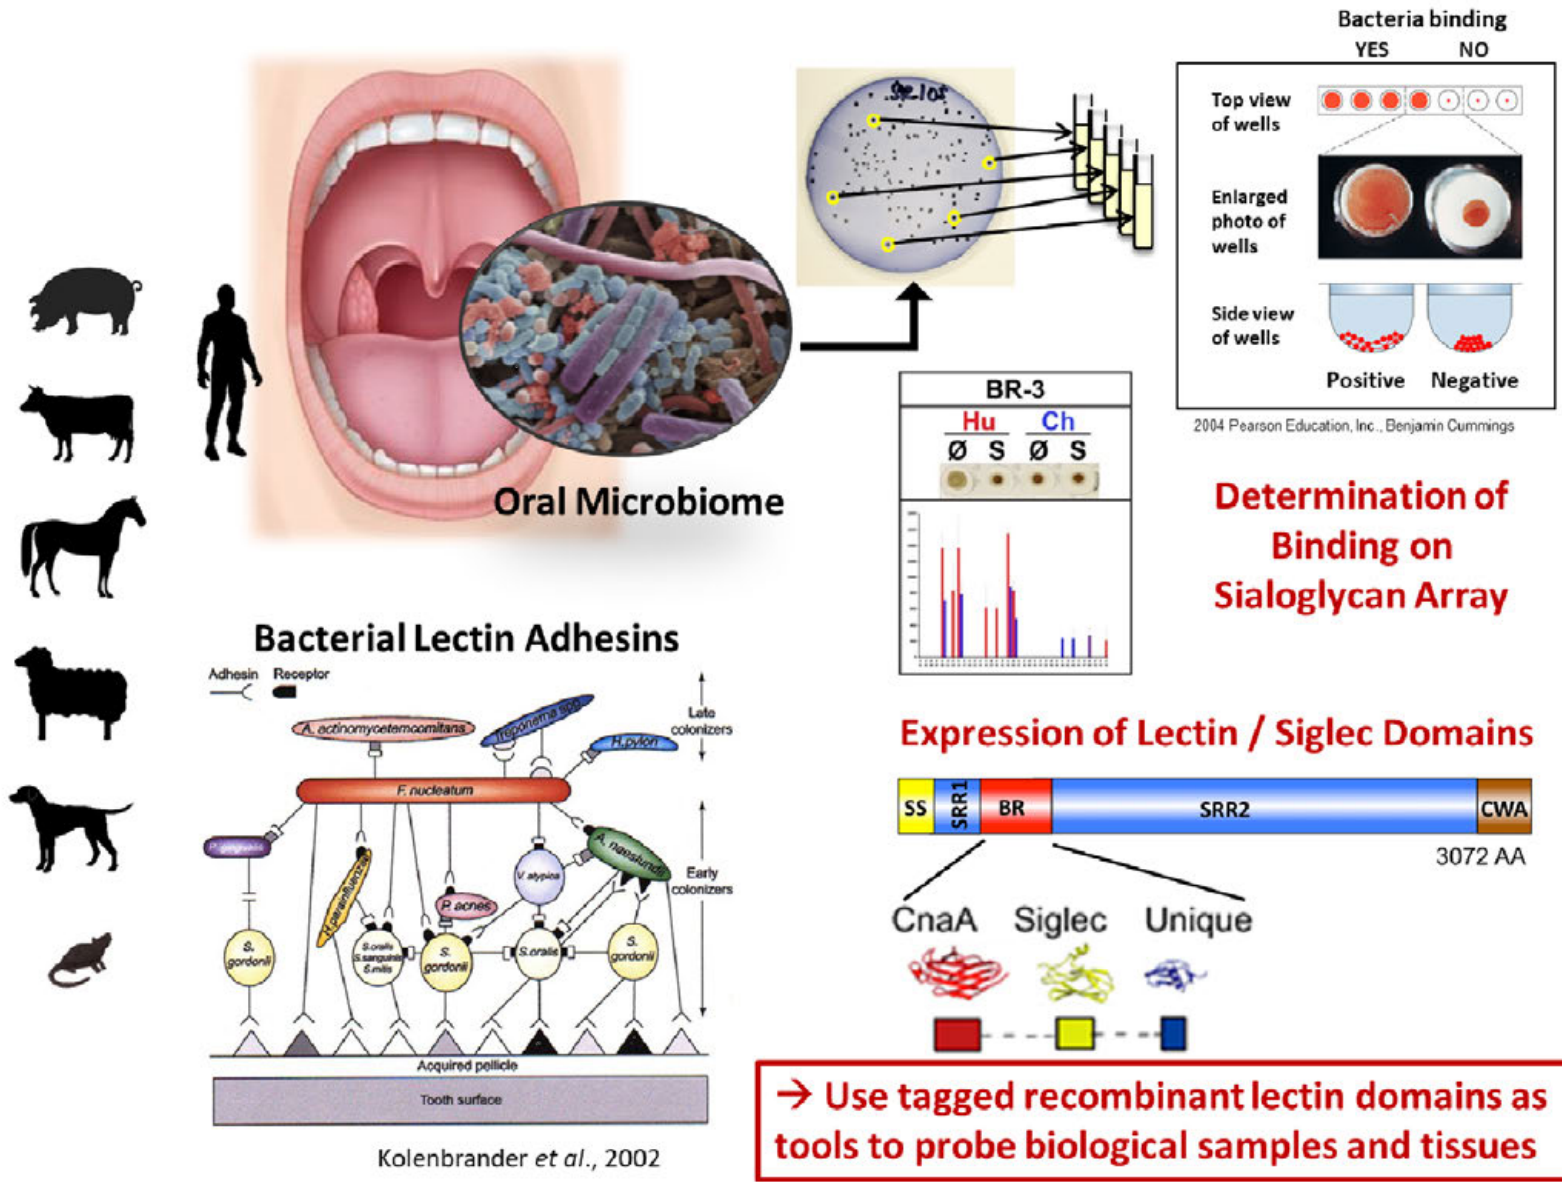 Bacteria binding
YES NO
Top view
of wells
Enlarged
photo of
wells
Side view
of wells
Positive Negative
2004 Pearson Education, Inc., Benjamin Cummings
Oral Microbiome
BR-3
Hu Ch
Ø S Ø S
Determination of
Binding on
Sialoglycan Array
Bacterial Lectin Adhesins
Adhesin Receptor
Late
colonizers
A. actinomycetemcomitans
Treponema spp.
H. pylori
F. nucleatum
P. gingivalis
H. parainfluenzae
A. naeslundii
V. atypica
Early
colonizers
P. acnes
S.
gordonii
S. oralis
S. sanguinis
S. mitis
S.
gordonii
S. oralis
S.
gordonii
Acquired pellicle
Tooth surface
Kolenbrander et al., 2002
Expression of Lectin / Siglec Domains
SS SRR1 BR SRR2 CWA
3072 AA
CnaA Siglec Unique
→ Use tagged recombinant lectin domains as
tools to probe biological samples and tissues